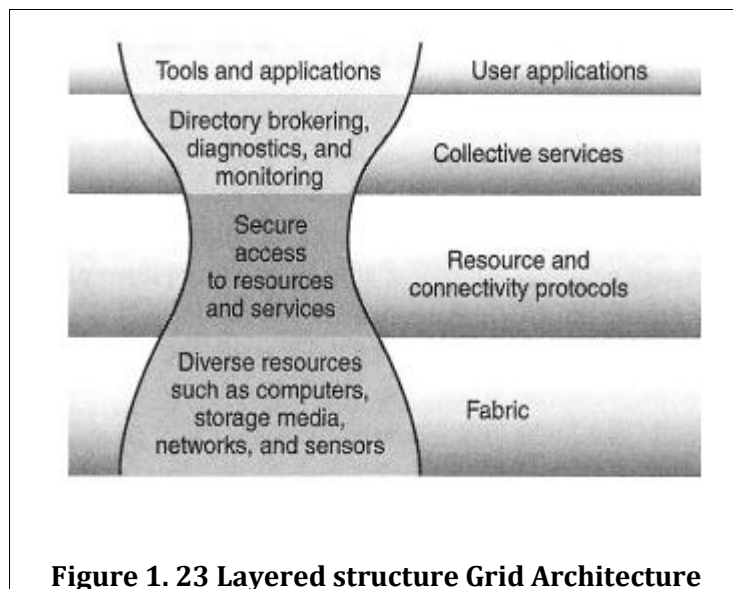 Tools and applications
User applications
Directory brokering,
diagnostics, and
monitoring
Collective services
Secure
access
to resources
and services
Resource and
connectivity protocols
Diverse resources
such as computers,
storage media,
networks, and sensors
Fabric
Figure 1. 23 Layered structure Grid Architecture